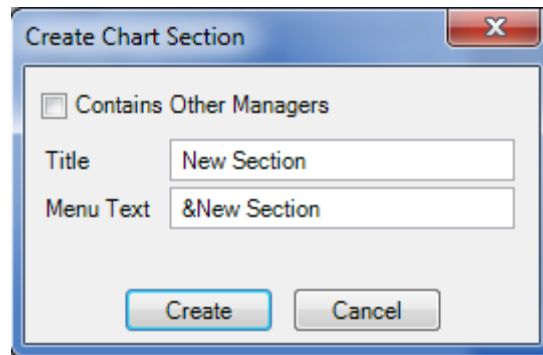 Create Chart Section
Contains Other Managers
Title New Section
Menu Text &New Section
Create Cancel